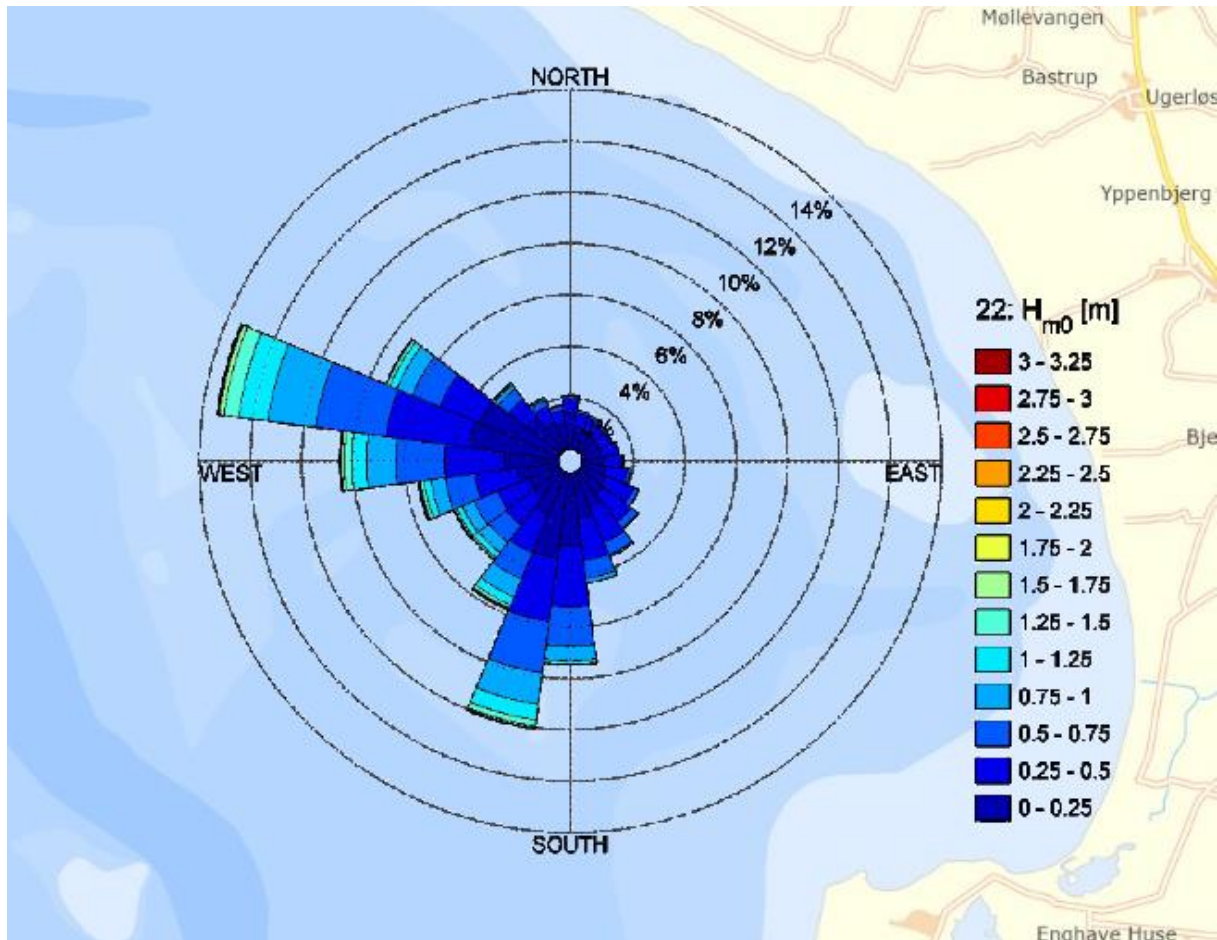 Møllevangen
Bastrup
Ugerløs
NORTH
Yppenbjerg
14%
12%
10%
8%
6%
4%
WEST
EAST
SOUTH
22: Hm0 [m]
3 - 3.25
2.75 - 3
2.5 - 2.75
2.25 - 2.5
2 - 2.25
1.75 - 2
1.5 - 1.75
1.25 - 1.5
1 - 1.25
0.75 - 1
0.5 - 0.75
0.25 - 0.5
0 - 0.25
Bje
Enghave Huse